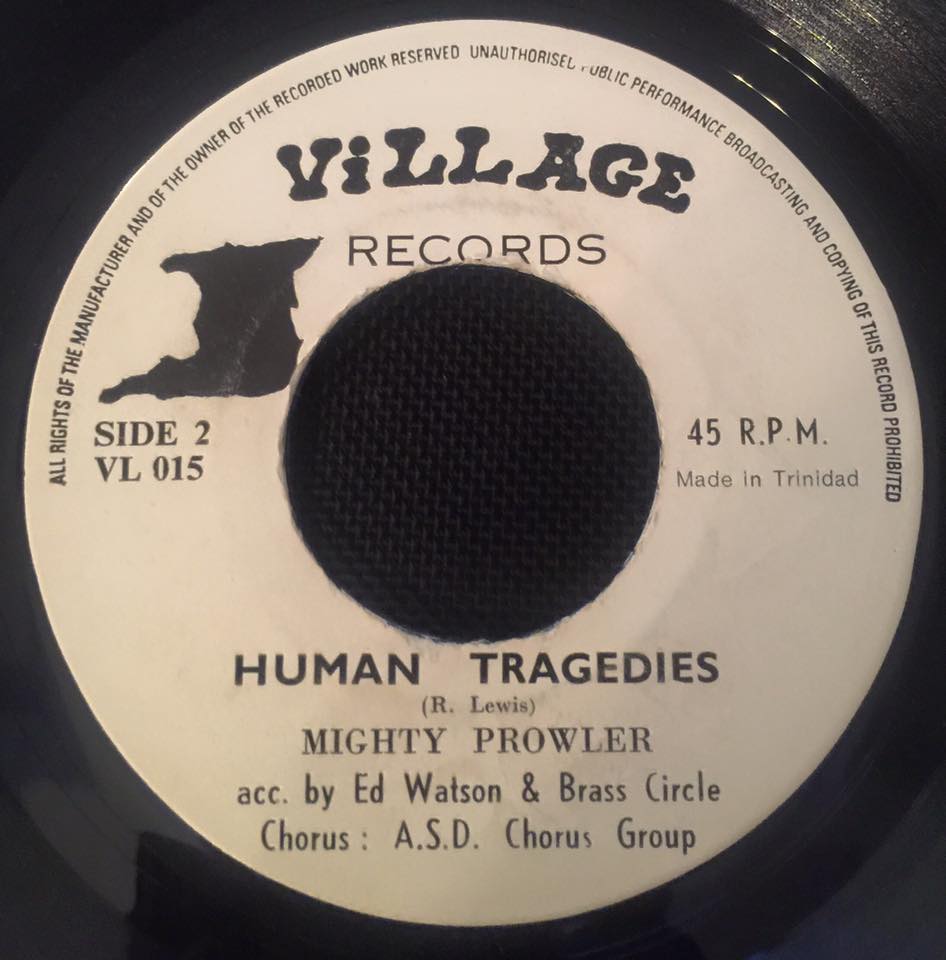 ALL RIGHTS OF THE MANUFACTURER AND OF THE OWNER OF THE RECORDED WORK RESERVED UNAUTHORISED PUBLIC PERFORMANCE BROADCASTING AND COPYING OF THIS RECORD PROHIBITED
ViLLAGE
RECORDS
SIDE 2
VL 015
45 R.P.M.
Made in Trinidad
HUMAN TRAGEDIES
(R. Lewis)
MIGHTY PROWLER
acc. by Ed Watson & Brass Circle
Chorus : A.S.D. Chorus Group